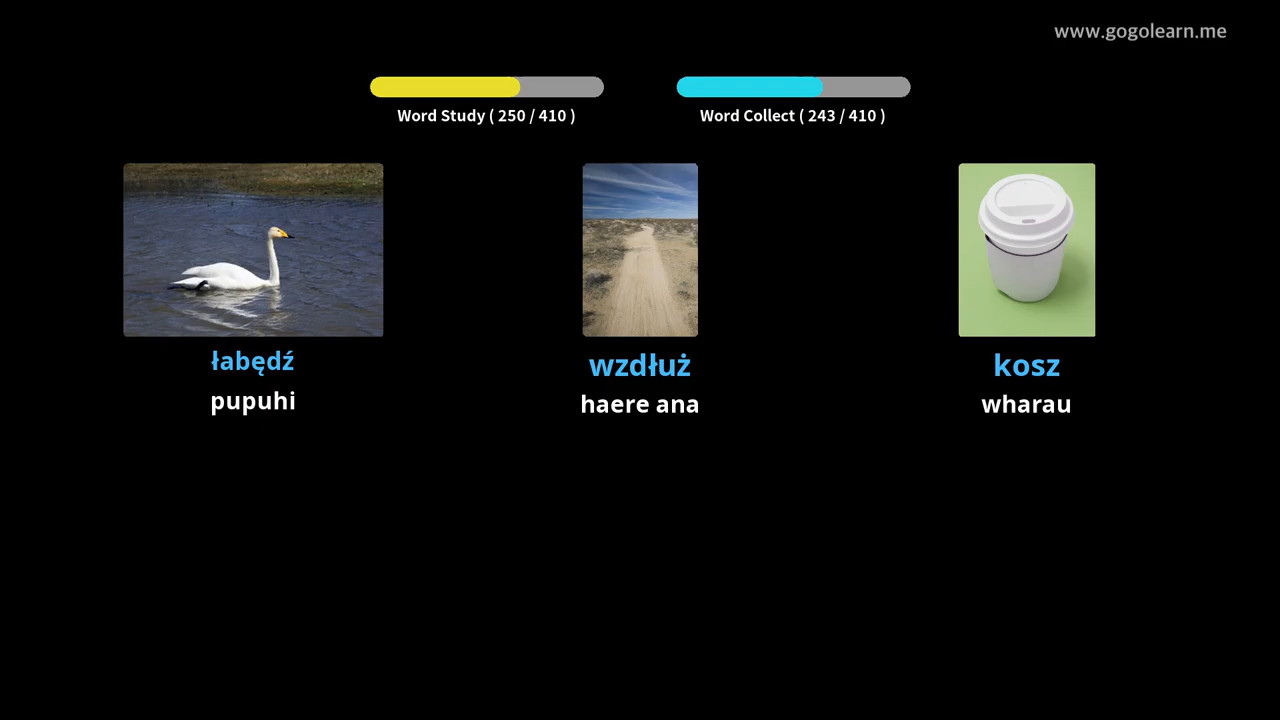 www.gogolearn.me
Word Study ( 250 / 410 )
Word Collect ( 243 / 410 )
łabędź
pupuhi
wzdłuż
haere ana
kosz
wharau